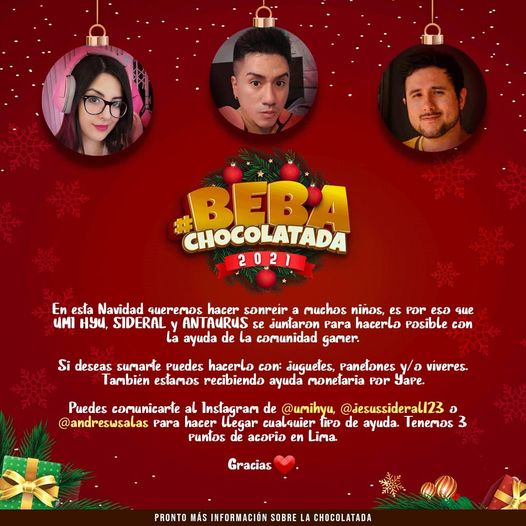 #BEBA
CHOCOLATADA
2021
En esta Navidad queremos hacer sonreír a muchos niños, es por eso que
UMI HYU, SIDERAL y ANTAURUS se juntaron para hacerlo posible con
la ayuda de la comunidad gamer.
Si deseas sumarte puedes hacerlo con: juguetes, panetones y/o víveres.
También estamos recibiendo ayuda monetaria por Yape.
Puedes comunicarte al Instagram de @umihyu, @jesussideral123 o
@andreswsalas para hacer llegar cualquier tipo de ayuda. Tenemos 3
puntos de acopio en Lima.
Gracias❤.
PRONTO MÁS INFORMACIÓN SOBRE LA CHOCOLATADA